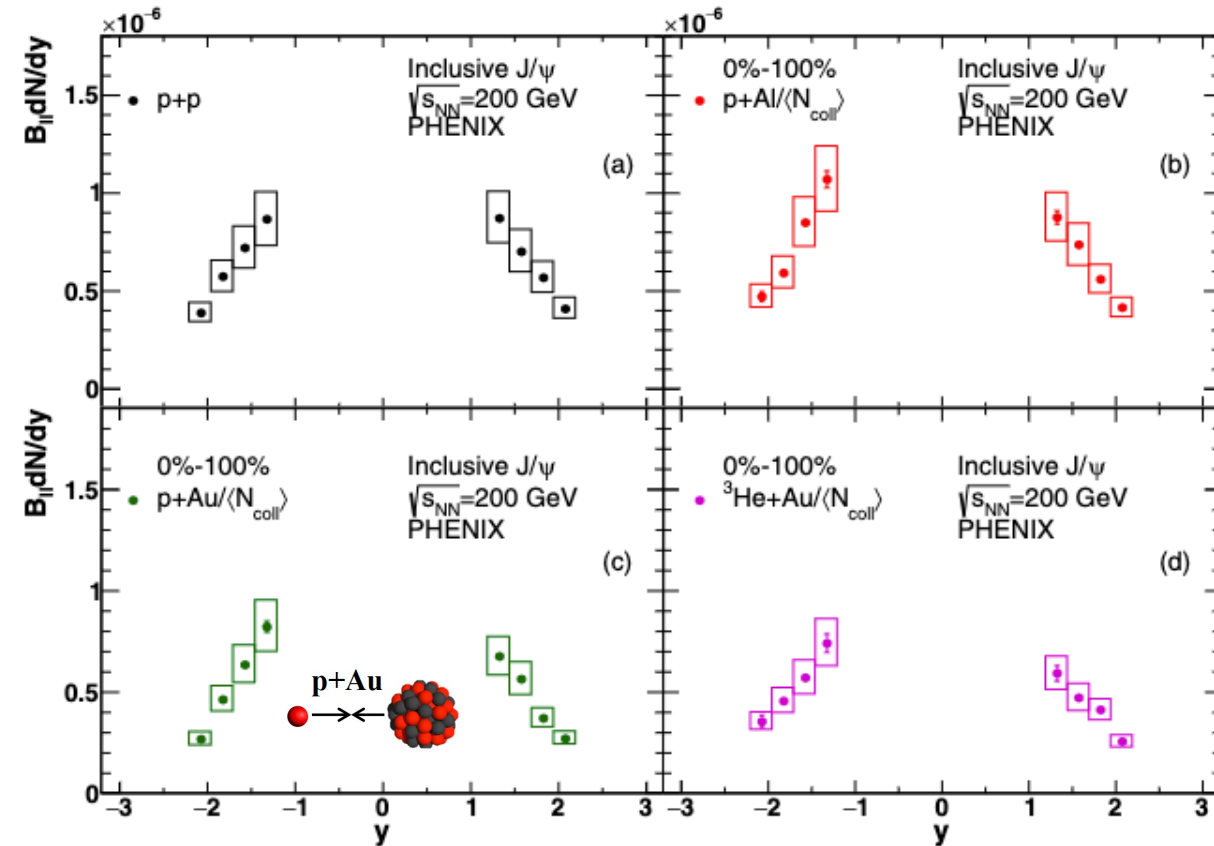 ×10⁻⁶
B_ll dN/dy
1.5
1
0.5
0
p+p
Inclusive J/ψ
√s_NN=200 GeV
PHENIX
(a)
×10⁻⁶
0%-100%
p+Al/⟨N_coll⟩
Inclusive J/ψ
√s_NN=200 GeV
PHENIX
(b)
B_ll dN/dy
1.5
1
0.5
0
0%-100%
p+Au/⟨N_coll⟩
Inclusive J/ψ
√s_NN=200 GeV
PHENIX
(c)
p+Au
−3 −2 −1 0 1 2 3
y
0%-100%
³He+Au/⟨N_coll⟩
Inclusive J/ψ
√s_NN=200 GeV
PHENIX
(d)
−3 −2 −1 0 1 2 3
y